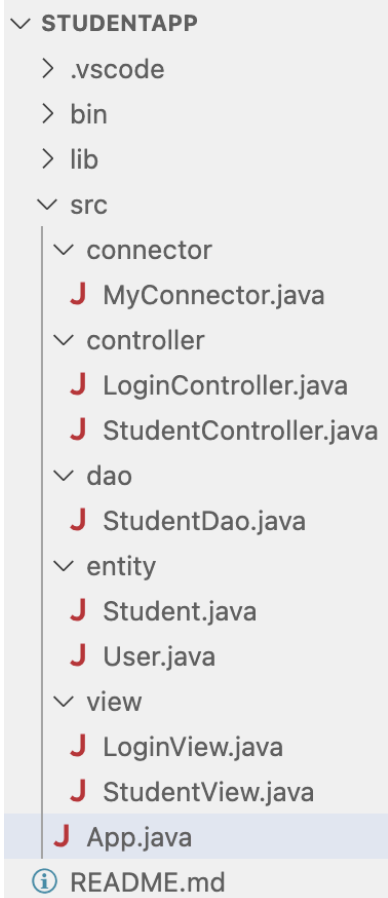 STUDENTAPP
.vscode
bin
lib
src
connector
J MyConnector.java
controller
J LoginController.java
J StudentController.java
dao
J StudentDao.java
entity
J Student.java
J User.java
view
J LoginView.java
J StudentView.java
J App.java
README.md